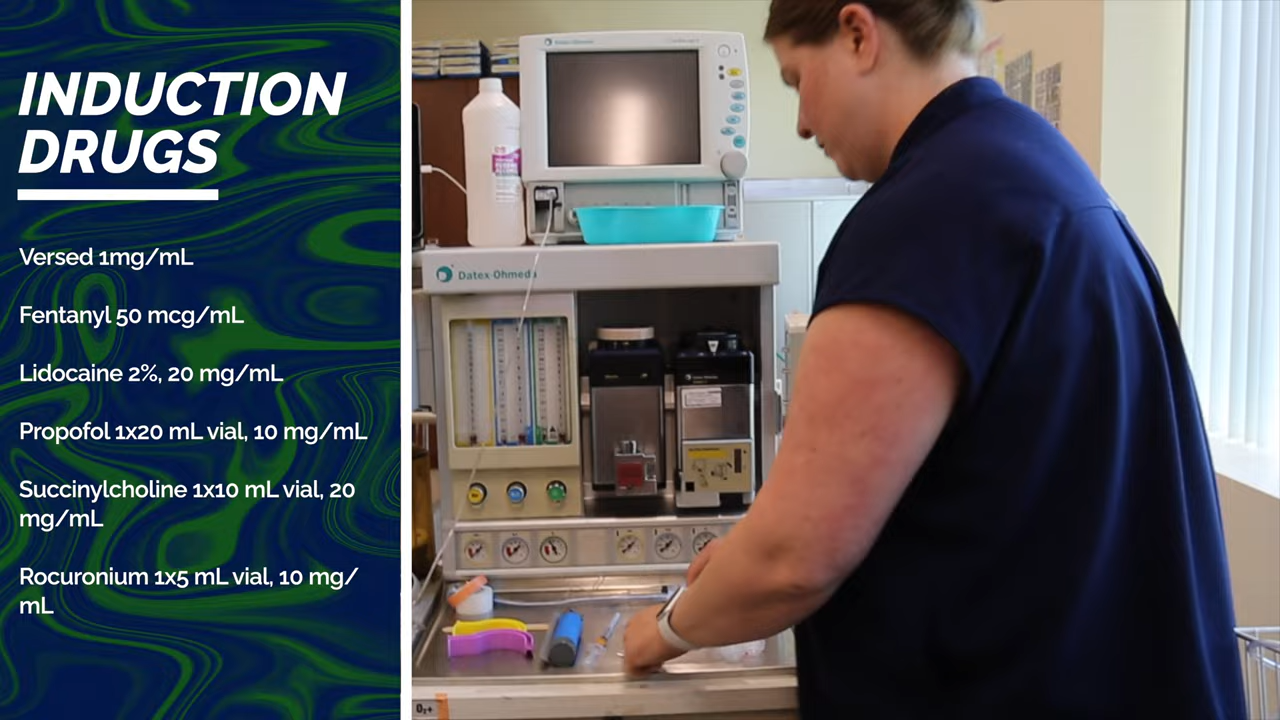 INDUCTION
DRUGS
Versed 1mg/mL
Fentanyl 50 mcg/mL
Lidocaine 2%, 20 mg/mL
Propofol 1x20 mL vial, 10 mg/mL
Succinylcholine 1x10 mL vial, 20
mg/mL
Rocuronium 1x5 mL vial, 10 mg/
mL
Datex-Ohmeda
Datex-Ohmeda
O₂+